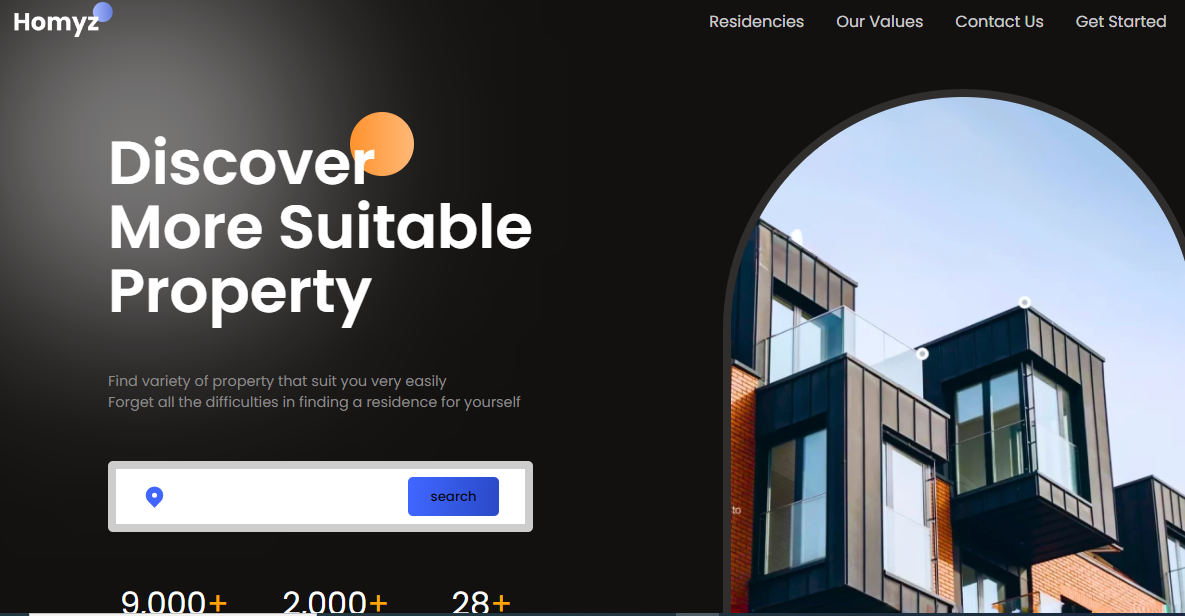 Homyz
Residencies Our Values Contact Us Get Started
Discover
More Suitable
Property
Find variety of property that suit you very easily
Forget all the difficulties in finding a residence for yourself
search
to
9,000+ 2,000+ 28+